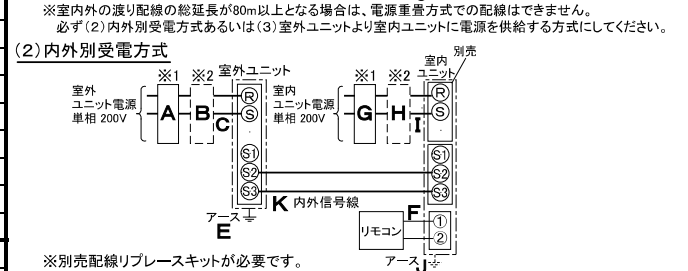 ※室内外の渡り配線の総延長が80m以上となる場合は、電源重畳方式での配線はできません。
必ず(2)内外別受電方式あるいは(3)室外ユニットより室内ユニットに電源を供給する方式にしてください。
(2)内外別受電方式
※1 ※2 室外ユニット
※1 ※2 室内ユニット 別売
室外
ユニット電源
単相 200V
A B C
R
S
S1
S2
S3
室内
ユニット電源
単相 200V
G H I
R
S
S1
S2
S3
K 内外信号線
アース
E
F
リモコン
①
②
アース J
※別売配線リプレースキットが必要です。